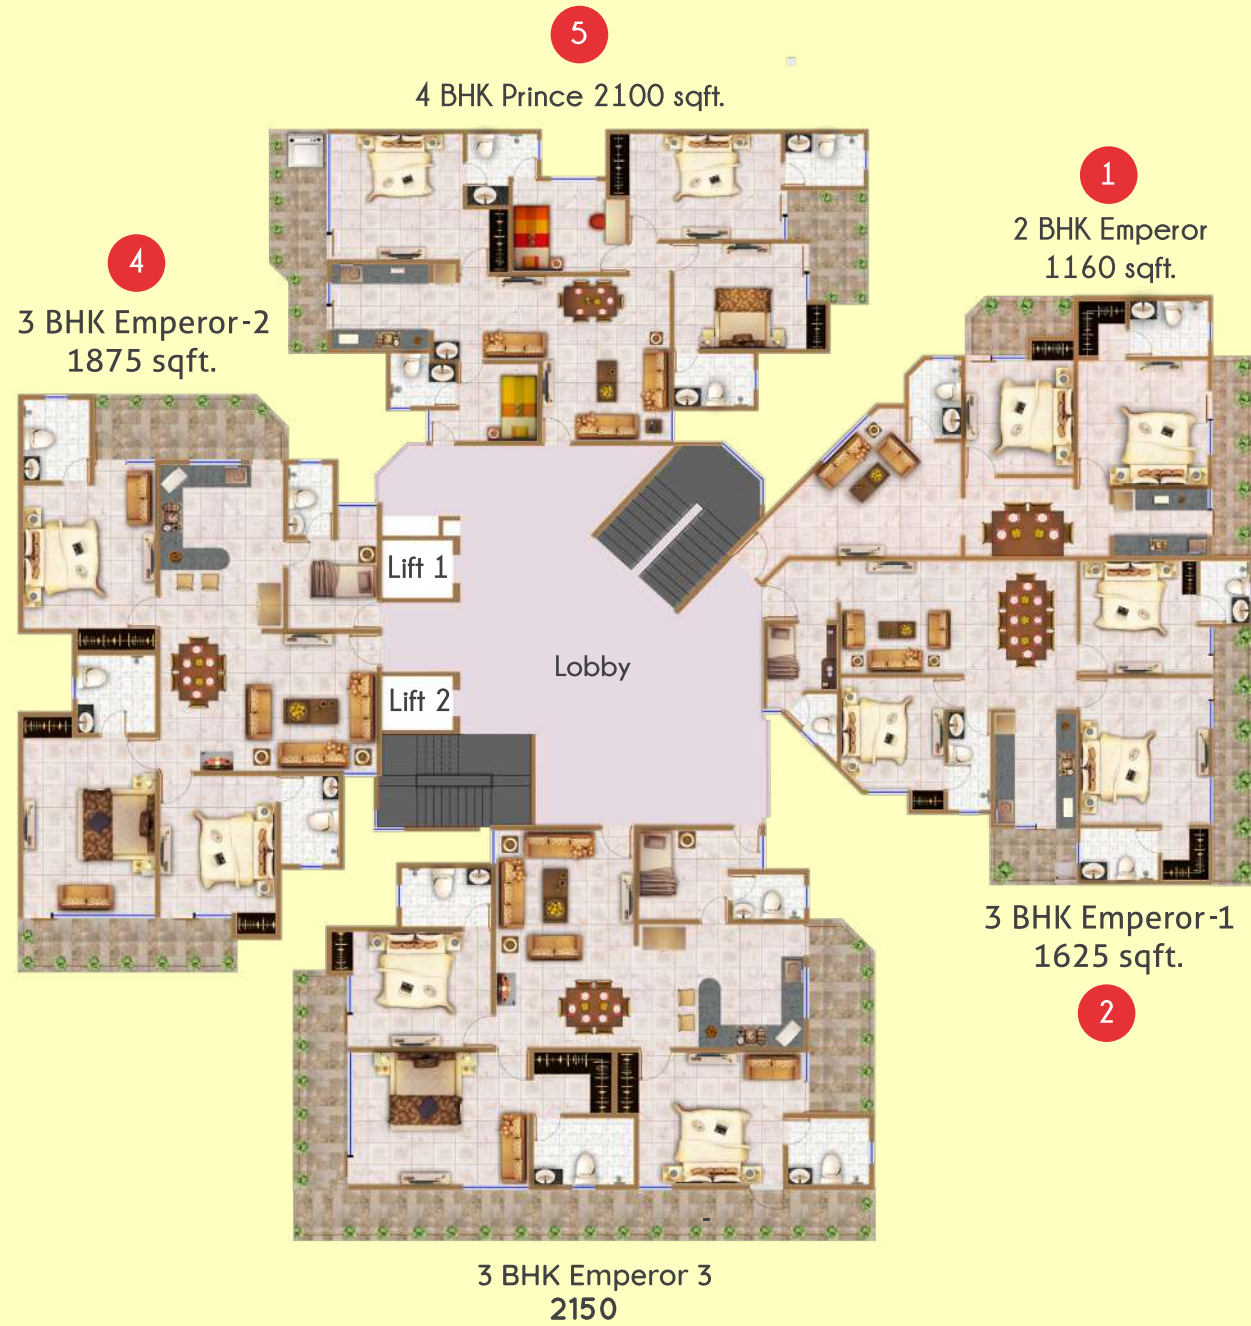 5
4 BHK Prince 2100 sqft.
1
2 BHK Emperor
1160 sqft.
4
3 BHK Emperor-2
1875 sqft.
Lift 1
Lobby
Lift 2
3 BHK Emperor-1
1625 sqft.
2
3 BHK Emperor 3
2150